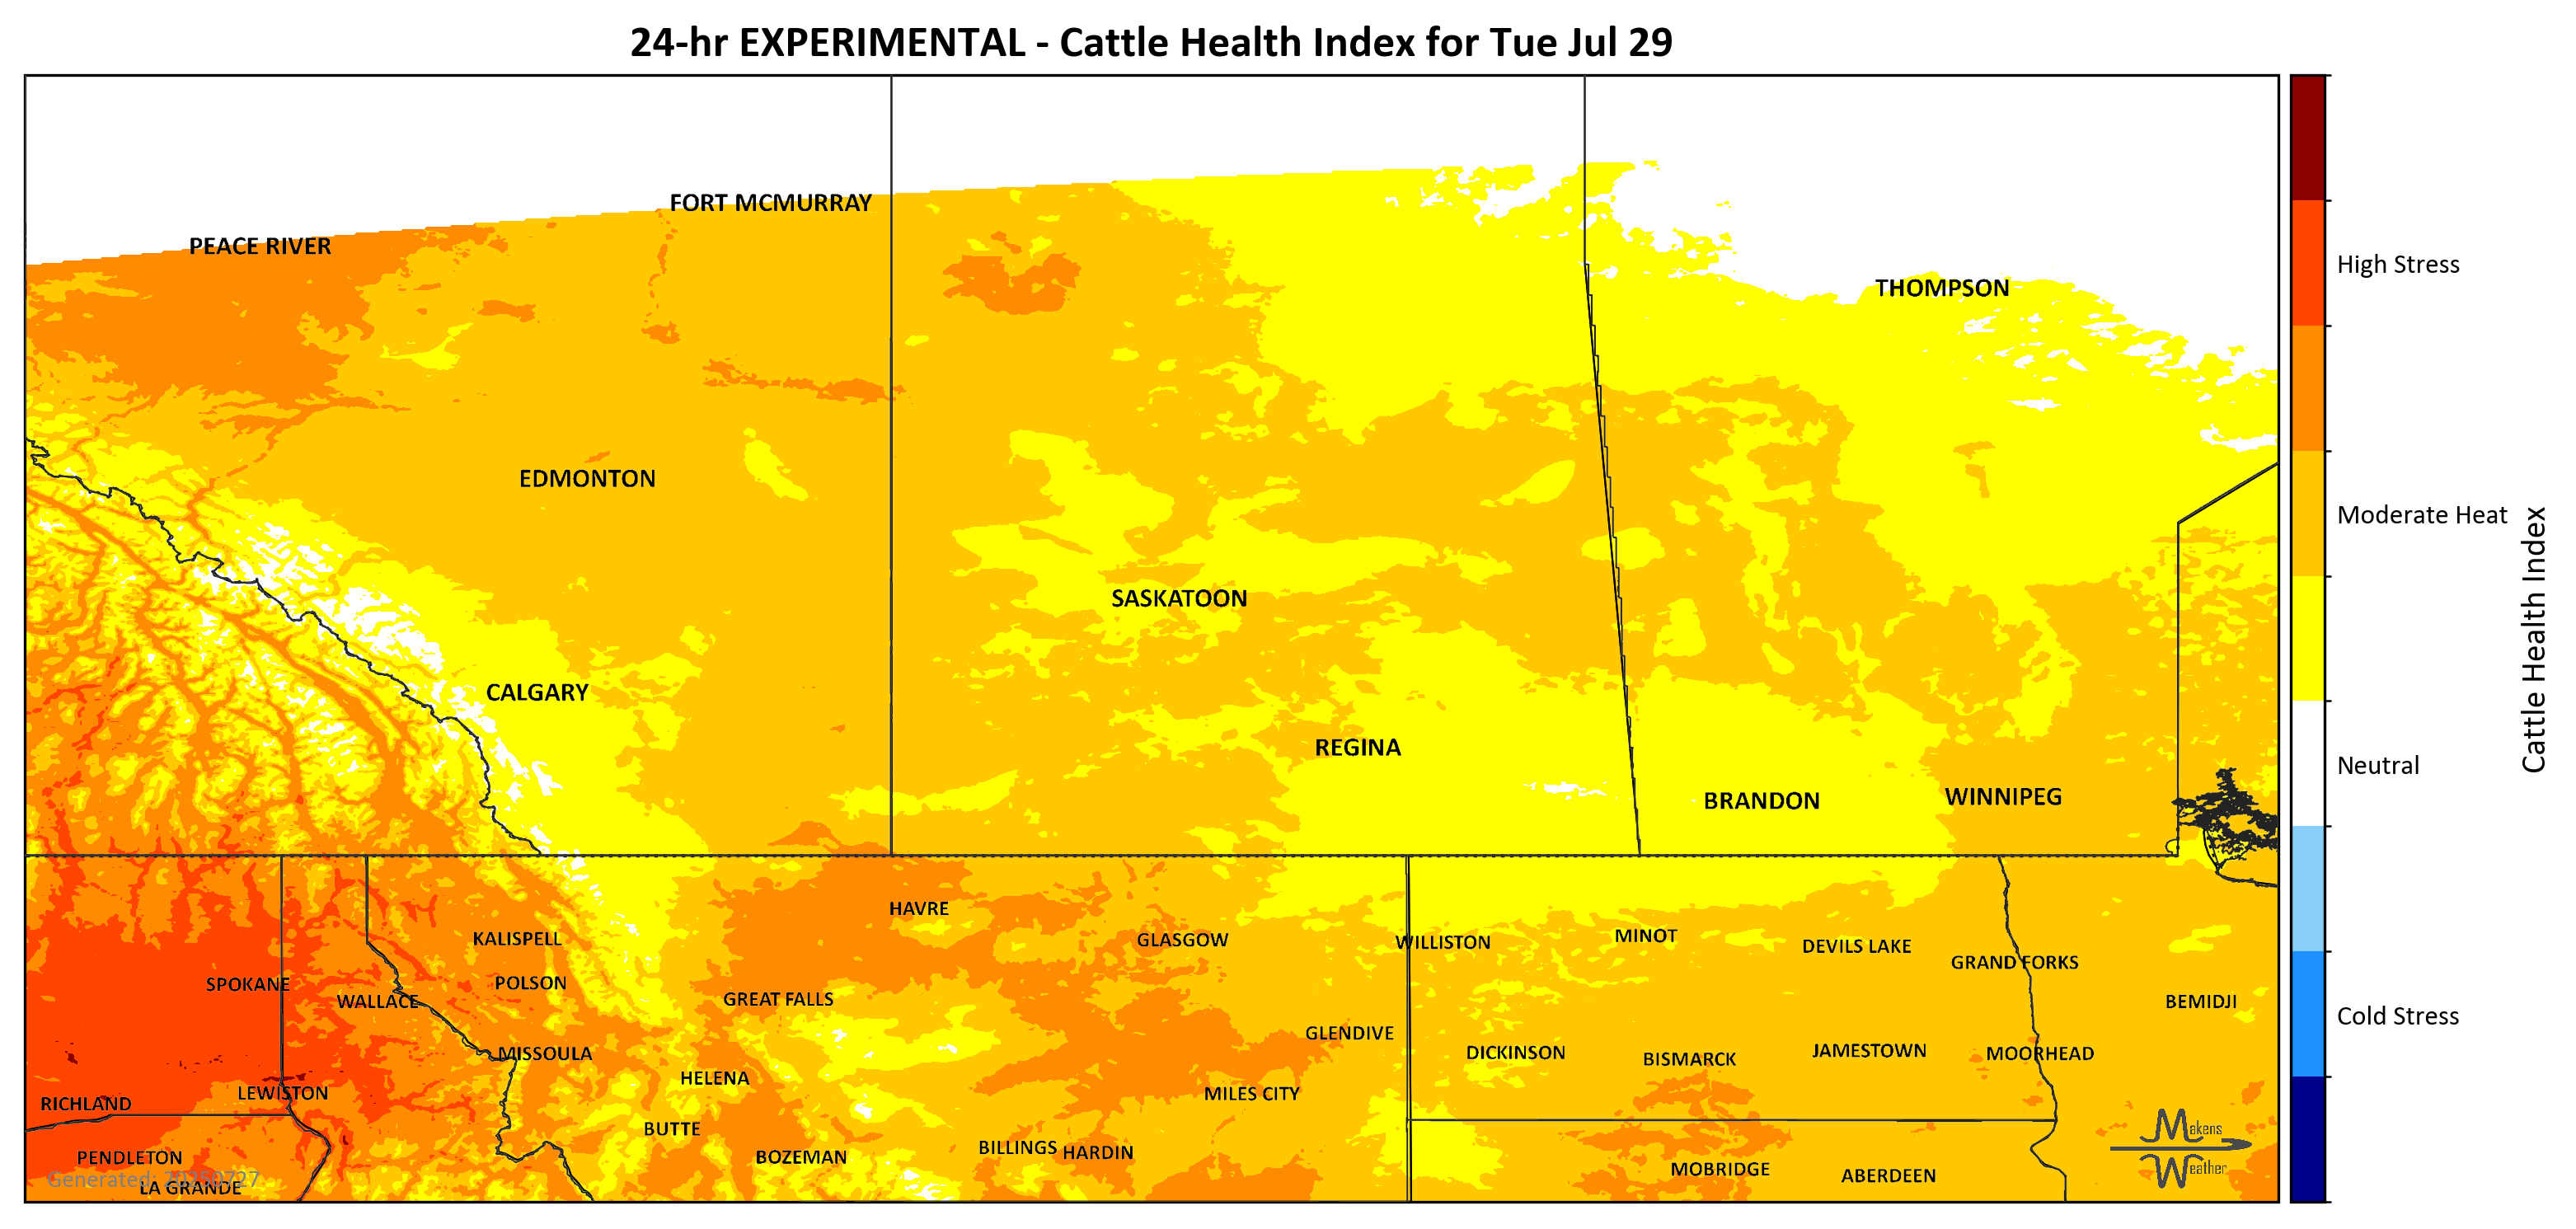 24-hr EXPERIMENTAL - Cattle Health Index for Tue Jul 29
FORT MCMURRAY
PEACE RIVER
High Stress
THOMPSON
EDMONTON
Moderate Heat
SASKATOON
Cattle Health Index
CALGARY
REGINA
Neutral
BRANDON
WINNIPEG
HAVRE
KALISPELL
GLASGOW
WILLISTON
MINOT
DEVILS LAKE
GRAND FORKS
SPOKANE
POLSON
WALLACE
GREAT FALLS
BEMIDJI
Cold Stress
GLENDIVE
MISSOULA
DICKINSON
BISMARCK
JAMESTOWN
MOORHEAD
HELENA
LEWISTON
MILES CITY
RICHLAND
BUTTE
Makens
Weather
BILLINGS
HARDIN
PENDLETON
BOZEMAN
MOBRIDGE
ABERDEEN
Generated: 20250727
LA GRANDE